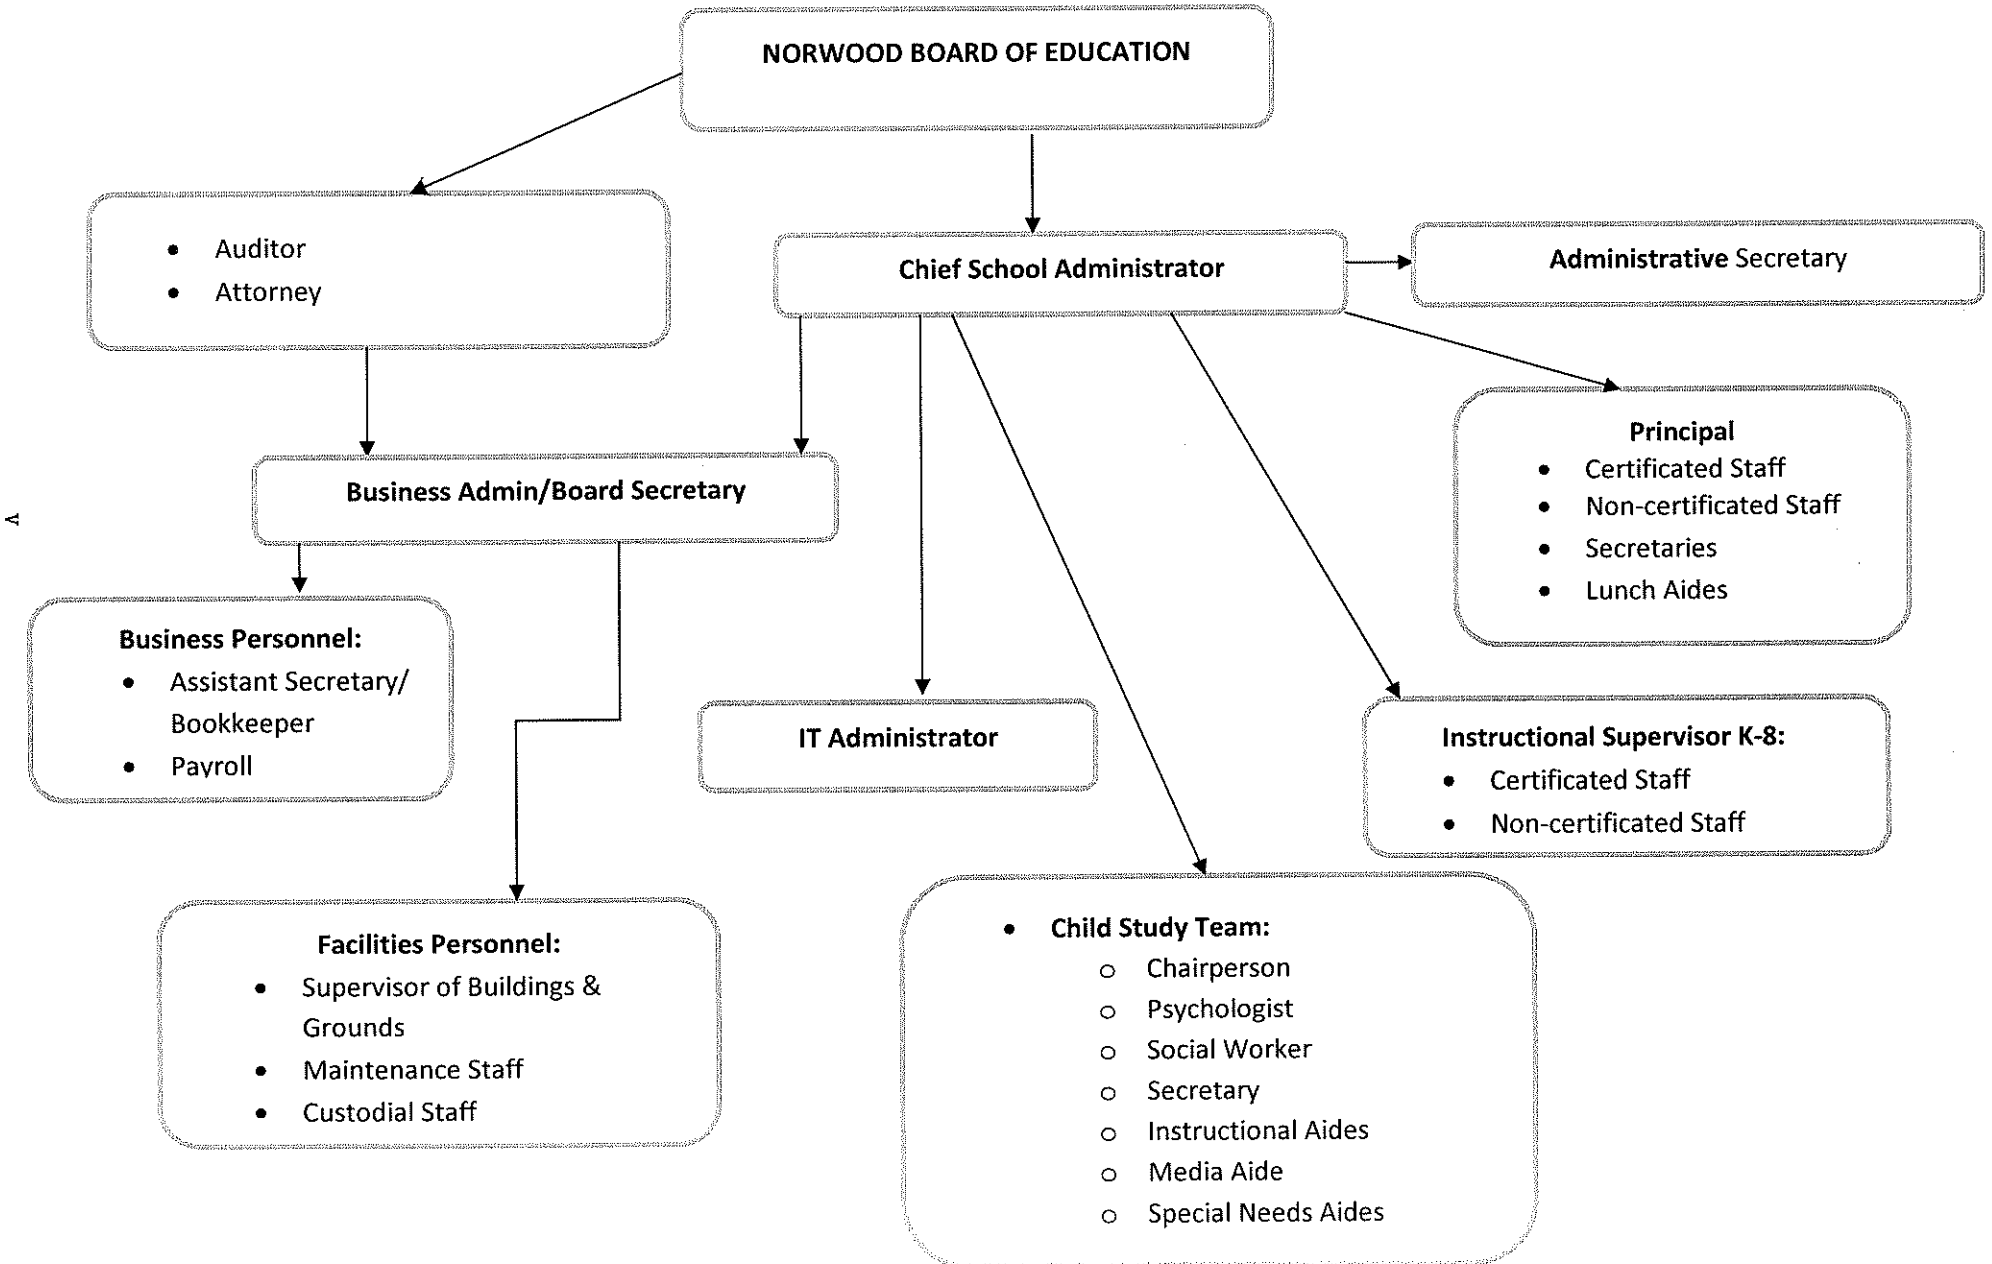 NORWOOD BOARD OF EDUCATION
• Auditor
• Attorney
Chief School Administrator
Administrative Secretary
Principal
• Certificated Staff
• Non-certificated Staff
• Secretaries
• Lunch Aides
Business Admin/Board Secretary
v
Business Personnel:
• Assistant Secretary/
Bookkeeper
• Payroll
IT Administrator
Instructional Supervisor K-8:
• Certificated Staff
• Non-certificated Staff
Facilities Personnel:
• Supervisor of Buildings &
Grounds
• Maintenance Staff
• Custodial Staff
• Child Study Team:
o Chairperson
o Psychologist
o Social Worker
o Secretary
o Instructional Aides
o Media Aide
o Special Needs Aides